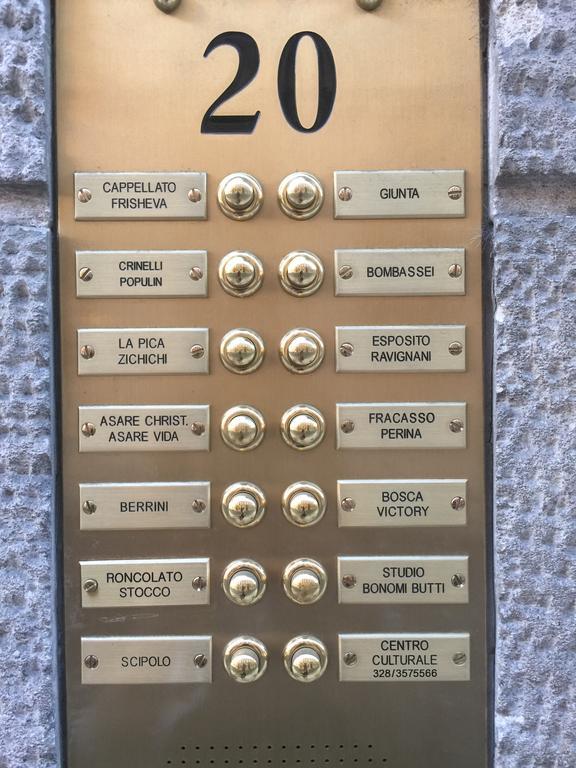 20
CAPPELLATO
FRISHEVA
GIUNTA
CRINELLI
POPULIN
BOMBASSEI
LA PICA
ZICHICHI
ESPOSITO
RAVIGNANI
ASARE CHRIST.
ASARE VIDA
FRACASSO
PERINA
BERRINI
BOSCA
VICTORY
RONCOLATO
STOCCO
STUDIO
BONOMI BUTTI
SCIPOLO
CENTRO
CULTURALE
328/3575566